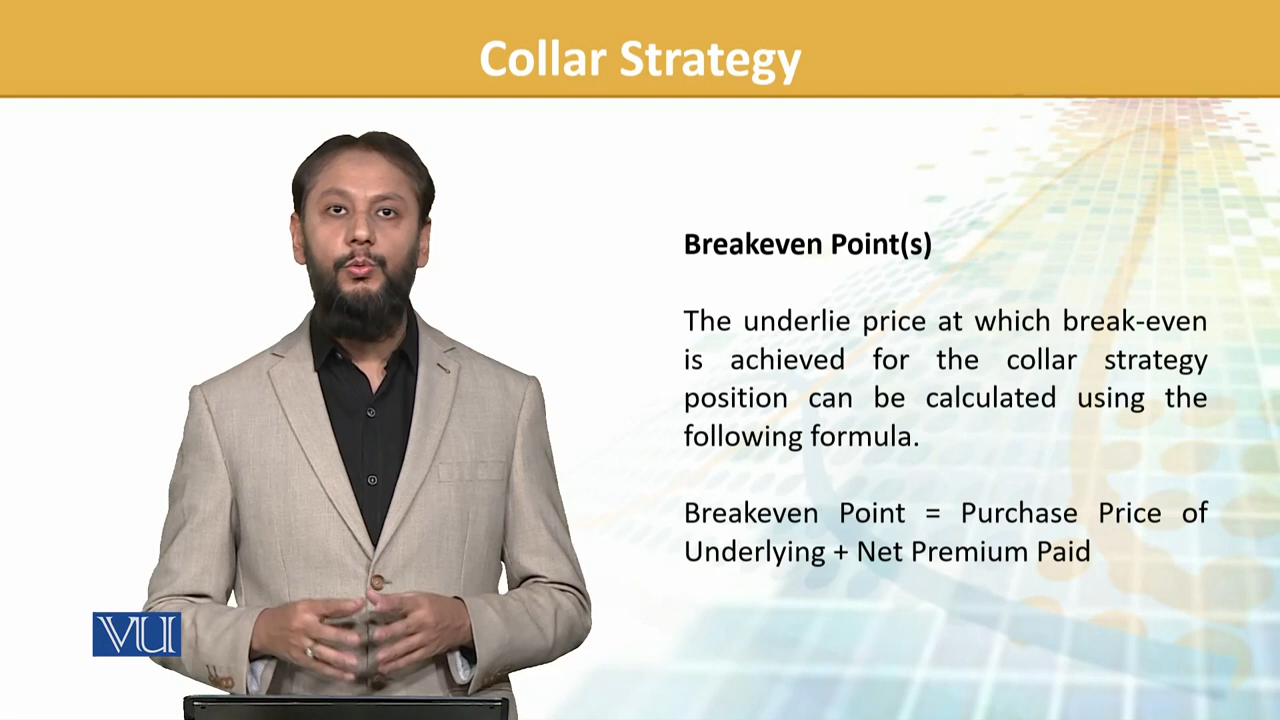 Collar Strategy
Breakeven Point(s)
The underlie price at which break-even
is achieved for the collar strategy
position can be calculated using the
following formula.
Breakeven Point = Purchase Price of
Underlying + Net Premium Paid
VU